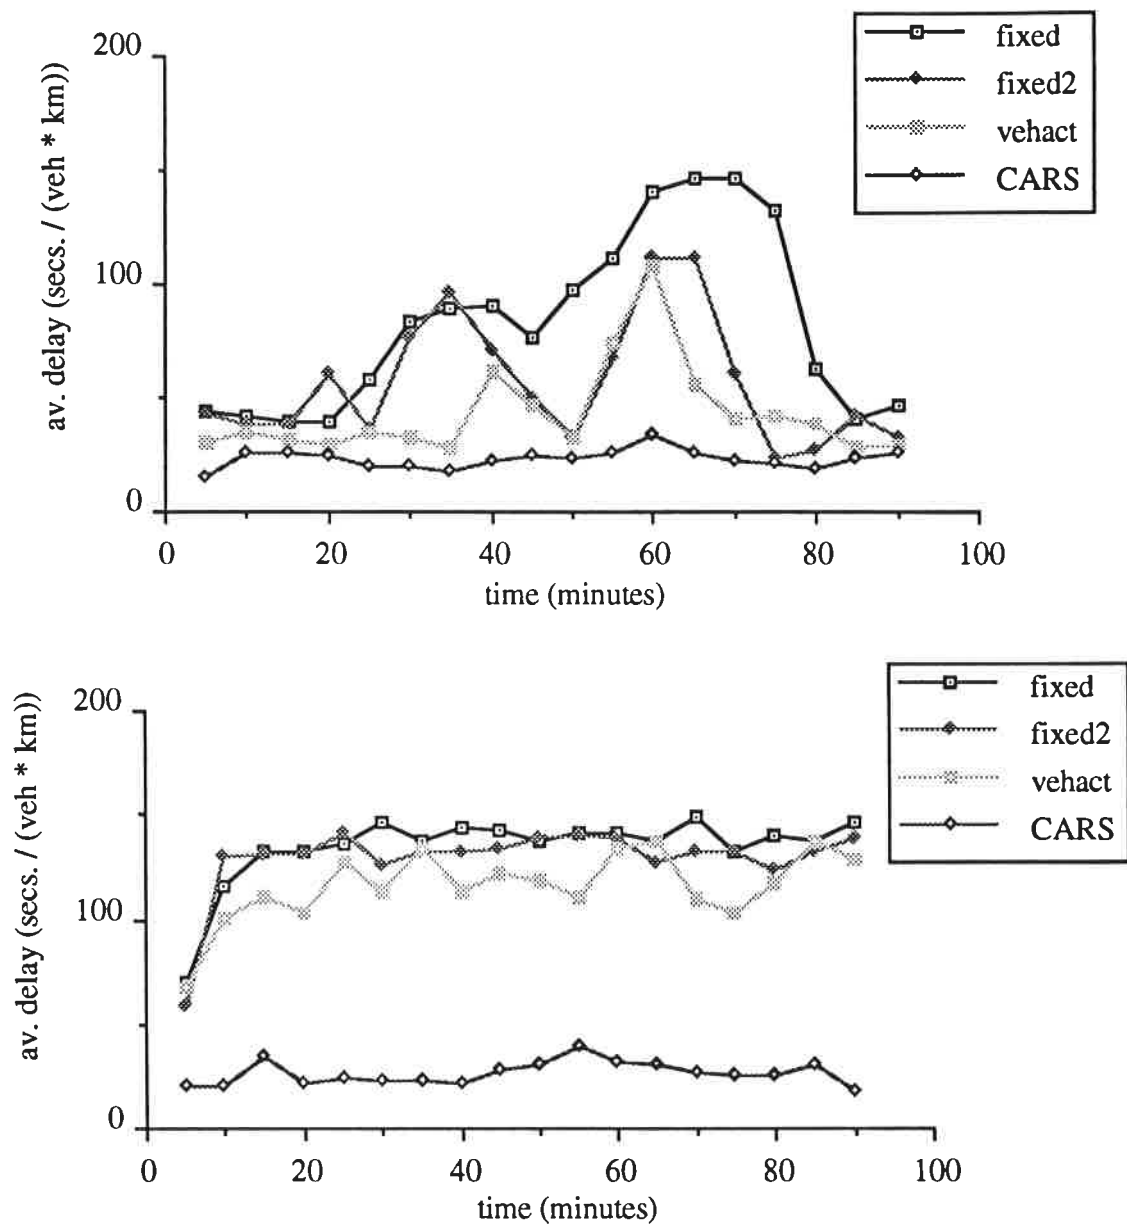 200
100
0
av. delay (secs. / (veh * km))
0 20 40 60 80 100
time (minutes)
fixed
fixed2
vehact
CARS
200
100
0
av. delay (secs. / (veh * km))
0 20 40 60 80 100
time (minutes)
fixed
fixed2
vehact
CARS